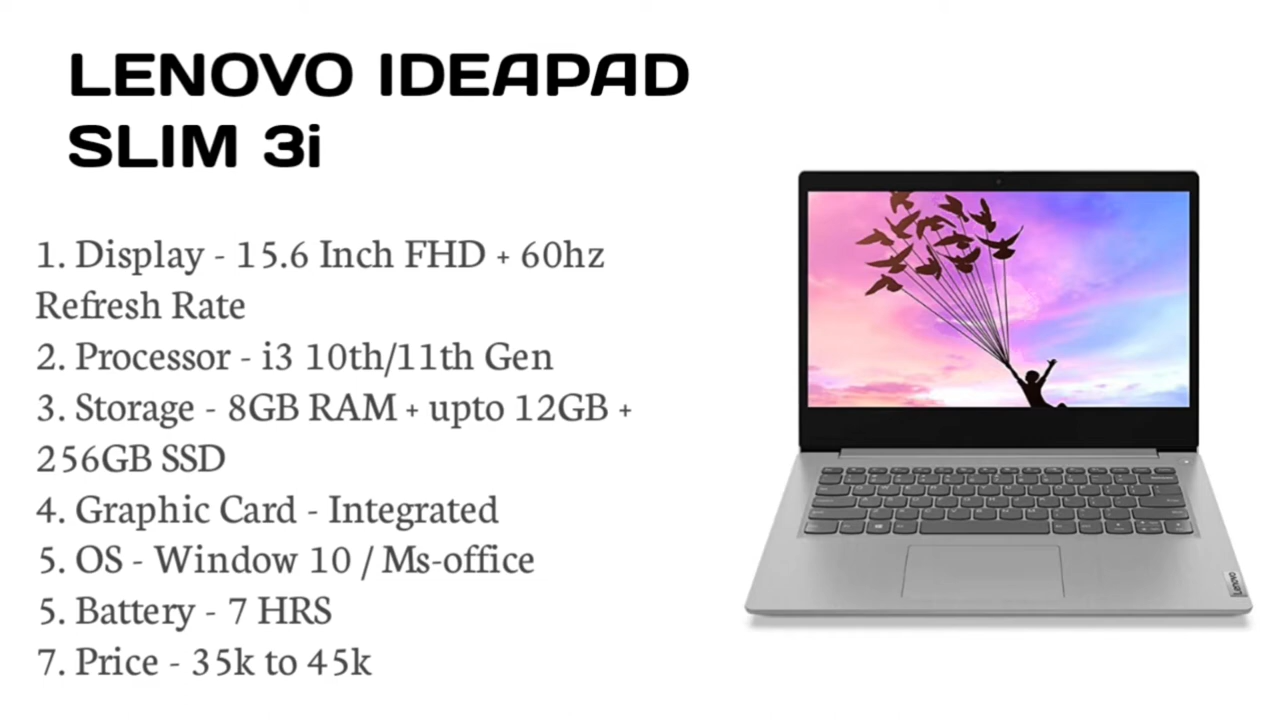 LENOVO IDEAPAD
SLIM 3i
1. Display - 15.6 Inch FHD + 60hz
Refresh Rate
2. Processor - i3 10th/11th Gen
3. Storage - 8GB RAM + upto 12GB +
256GB SSD
4. Graphic Card - Integrated
5. OS - Window 10 / Ms-office
5. Battery - 7 HRS
7. Price - 35k to 45k
Lenovo